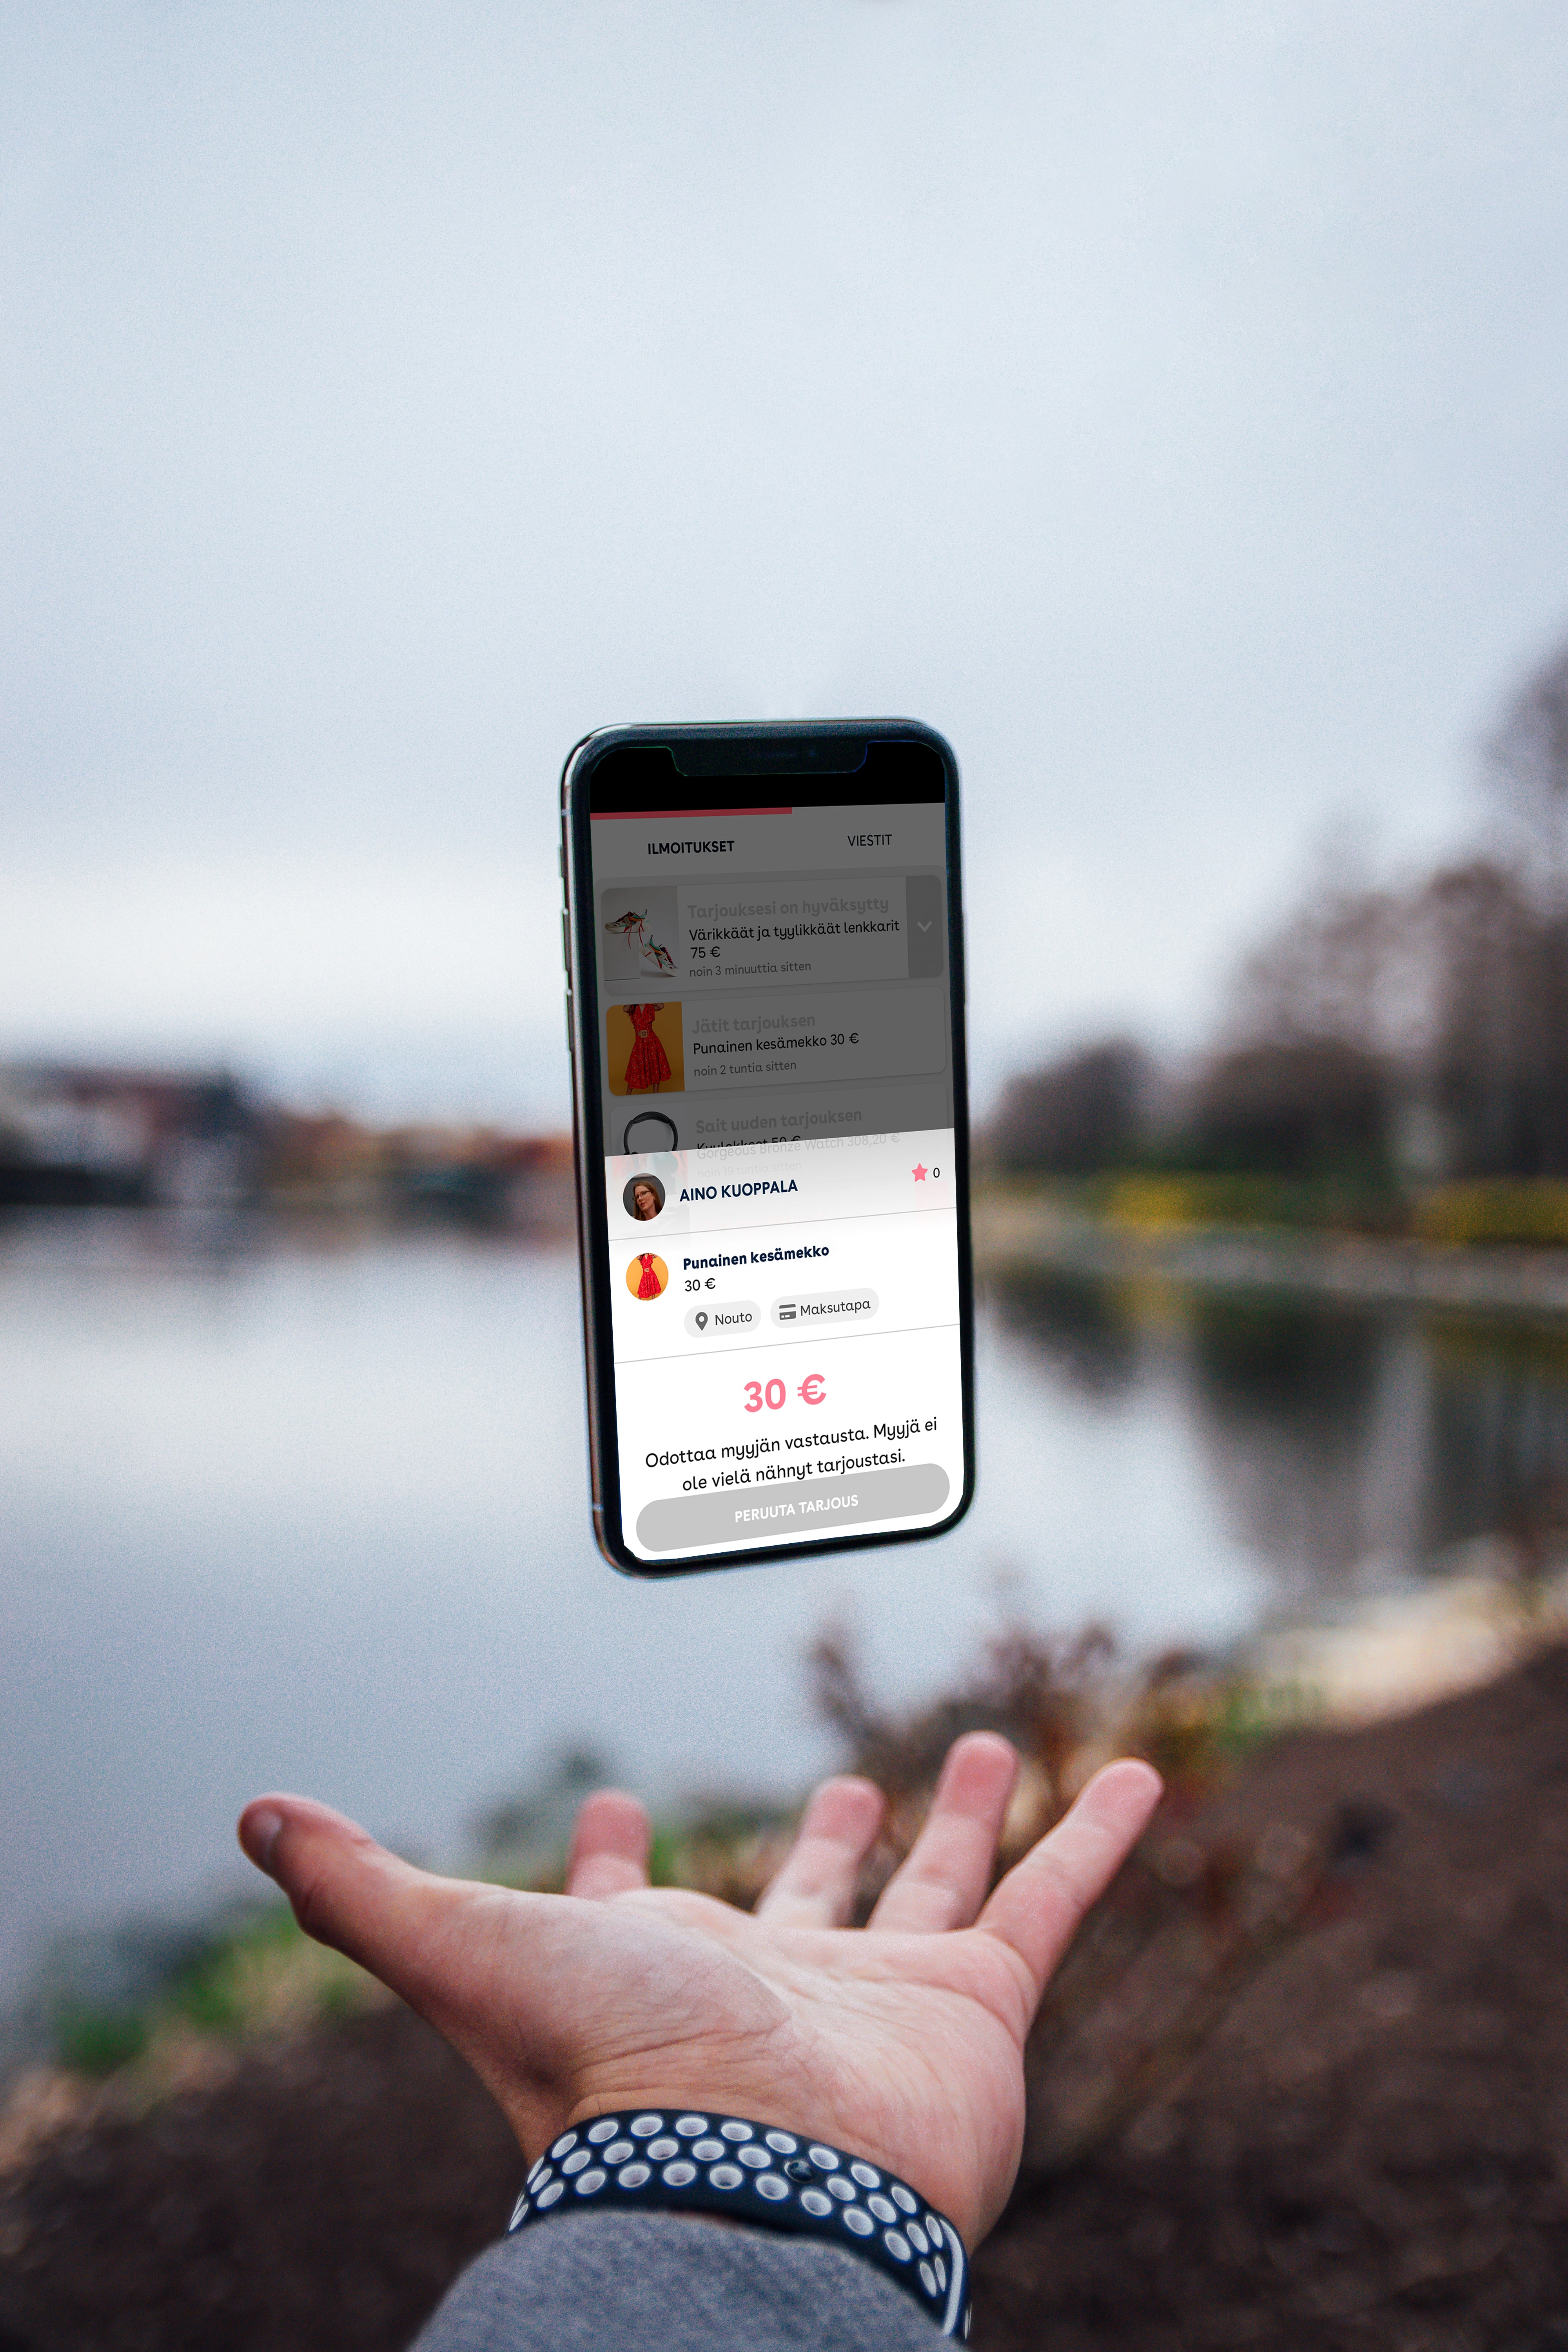 ILMOITUKSET
VIESTIT
Tarjouksesi on hyväksytty
Värikkäät ja tyylikkäät lenkkarit
75 €
noin 3 minuuttia sitten
Jätit tarjouksen
Punainen kesämekko 30 €
noin 2 tuntia sitten
Sait uuden tarjouksen
Kuulokkeet 50 €
Gorgeous Bronze Watch 308,20 €
noin 19 tuntia sitten
AINO KUOPPALA
0
Punainen kesämekko
30 €
Nouto
Maksutapa
30 €
Odottaa myyjän vastausta. Myyjä ei
ole vielä nähnyt tarjoustasi.
PERUUTA TARJOUS